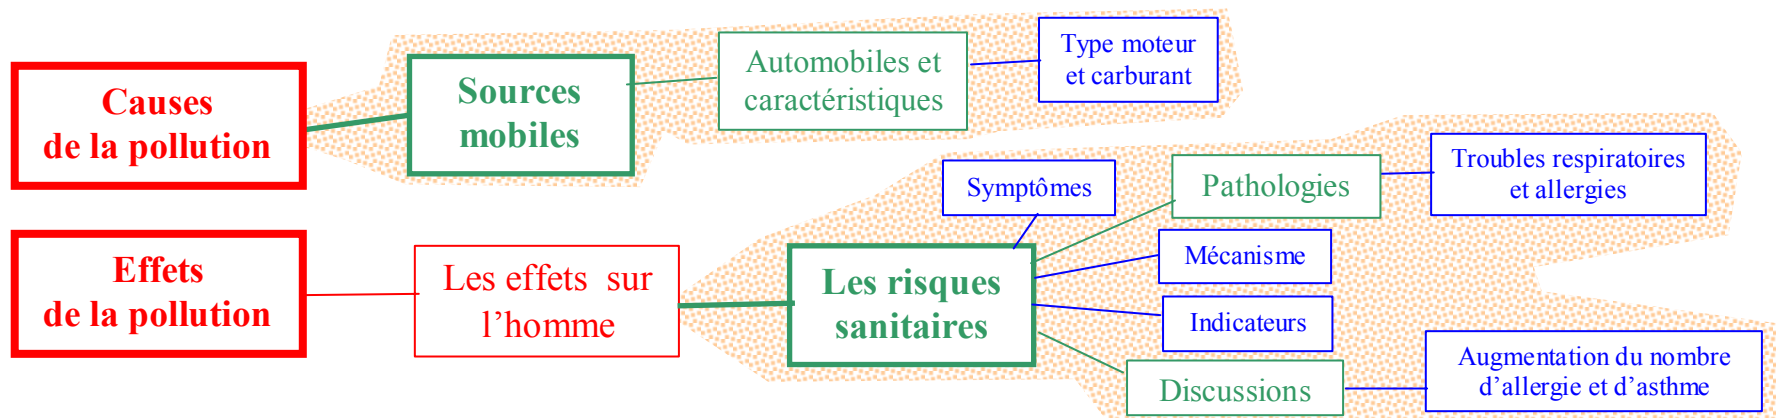 Causes
de la pollution
Sources
mobiles
Automobiles et
caractéristiques
Type moteur
et carburant
Effets
de la pollution
Les effets sur
l’homme
Les risques
sanitaires
Symptômes
Pathologies
Troubles respiratoires
et allergies
Mécanisme
Indicateurs
Discussions
Augmentation du nombre
d’allergie et d’asthme